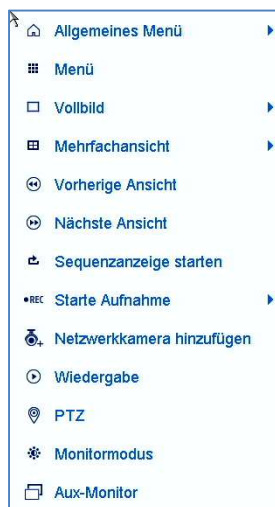 Allgemeines Menü
Menü
Vollbild
Mehrfachansicht
Vorherige Ansicht
Nächste Ansicht
Sequenzanzeige starten
REC Starte Aufnahme
Netzwerkkamera hinzufügen
Wiedergabe
PTZ
Monitormodus
Aux-Monitor